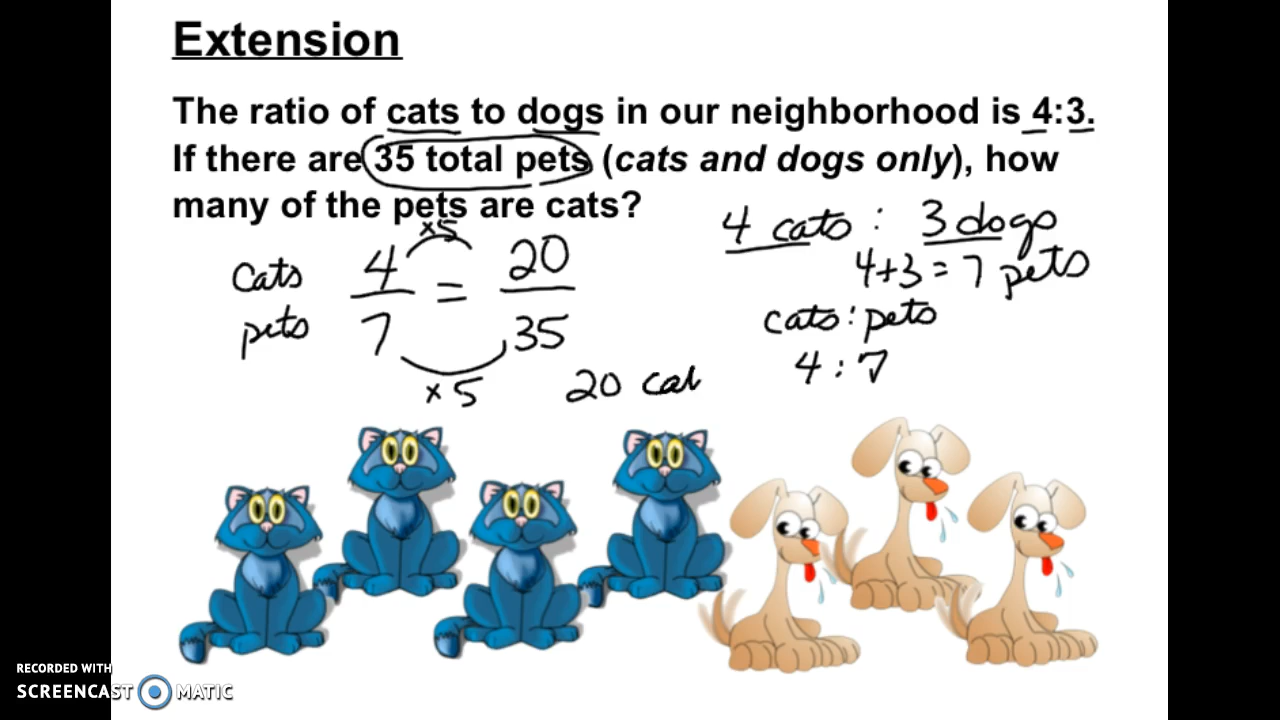 Extension
The ratio of cats to dogs in our neighborhood is 4:3.
If there are 35 total pets (cats and dogs only), how
many of the pets are cats?
×5
cats 4 = 20
pets 7 35
×5
20 cat
4 cats : 3 dogs
4+3=7 pets
cats:pets
4:7
RECORDED WITH
SCREENCAST MATIC